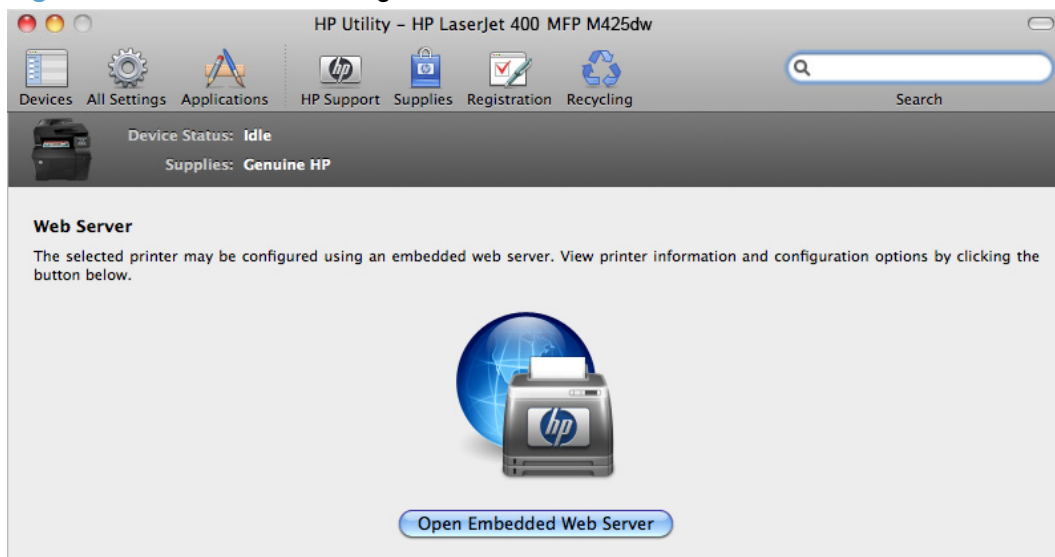 HP Utility – HP LaserJet 400 MFP M425dw
Devices All Settings Applications HP Support Supplies Registration Recycling Search
Device Status: Idle
Supplies: Genuine HP
Web Server
The selected printer may be configured using an embedded web server. View printer information and configuration options by clicking the
button below.
hp
Open Embedded Web Server